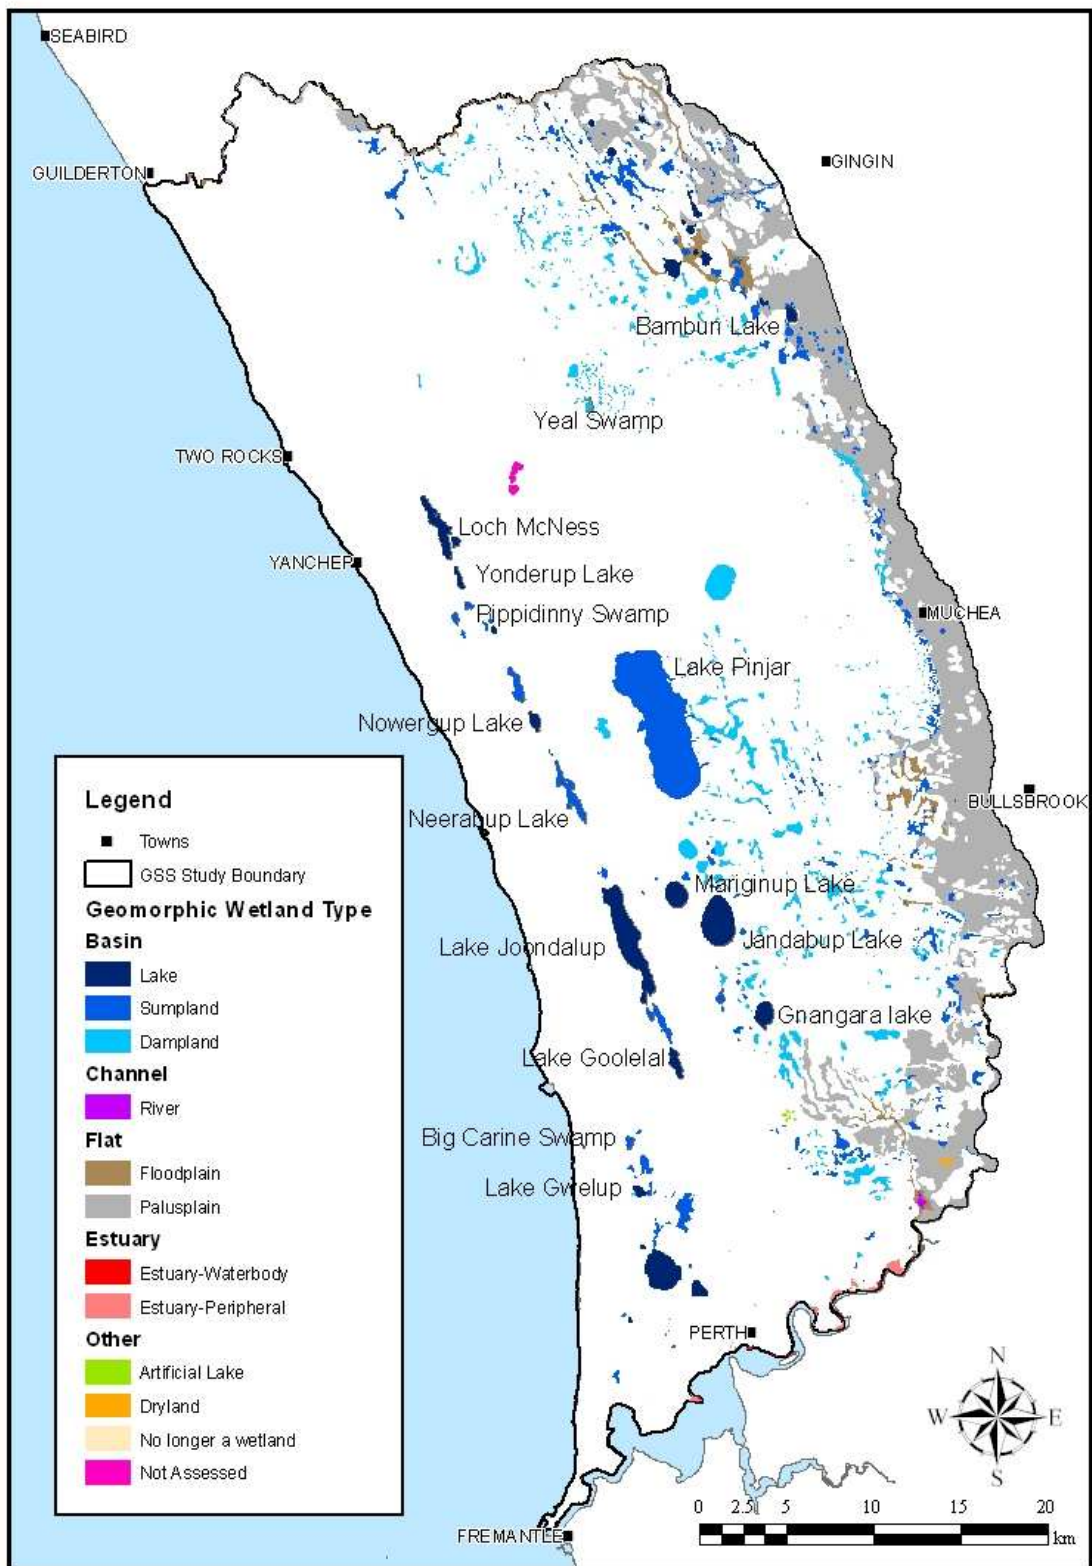 SEABIRD
GINGIN
GUILDERTON
Bambun Lake
Yeal Swamp
TWO ROCKS
Loch McNess
YANCHEP
Yonderup Lake
Pippidinny Swamp
MUCHEA
Lake Pinjar
Nowergup Lake
BULLSBROOK
Neerabup Lake
Mariginup Lake
Jandabup Lake
Lake Joondalup
Gnangara lake
Lake Goolelal
Big Carine Swamp
Lake Gwelup
PERTH
FREMANTLE
Legend
Towns
GSS Study Boundary
Geomorphic Wetland Type
Basin
Lake
Sumpland
Dampland
Channel
River
Flat
Floodplain
Palusplain
Estuary
Estuary-Waterbody
Estuary-Peripheral
Other
Artificial Lake
Dryland
No longer a wetland
Not Assessed
N
W E
S
0 2.5 5 10 15 20
km